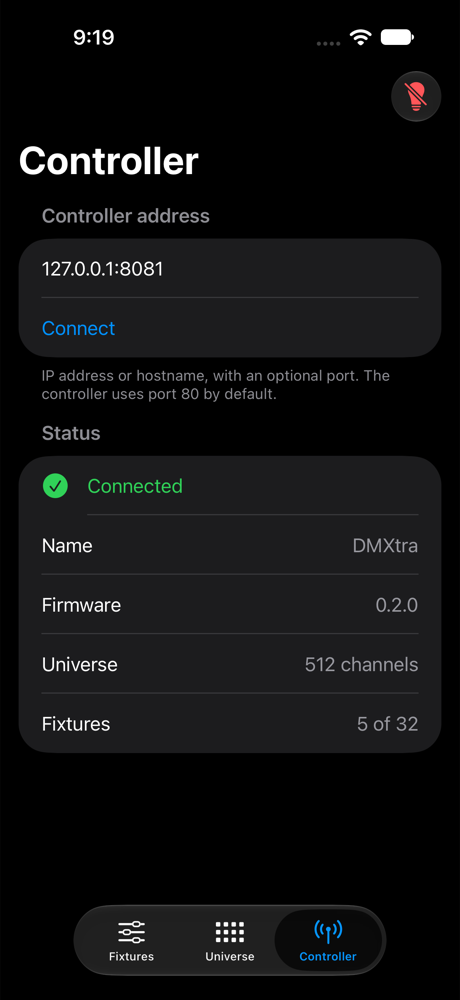 9:19
Controller
Controller address
127.0.0.1:8081
Connect
IP address or hostname, with an optional port. The
controller uses port 80 by default.
Status
Connected
Name DMXtra
Firmware 0.2.0
Universe 512 channels
Fixtures 5 of 32
Fixtures Universe Controller